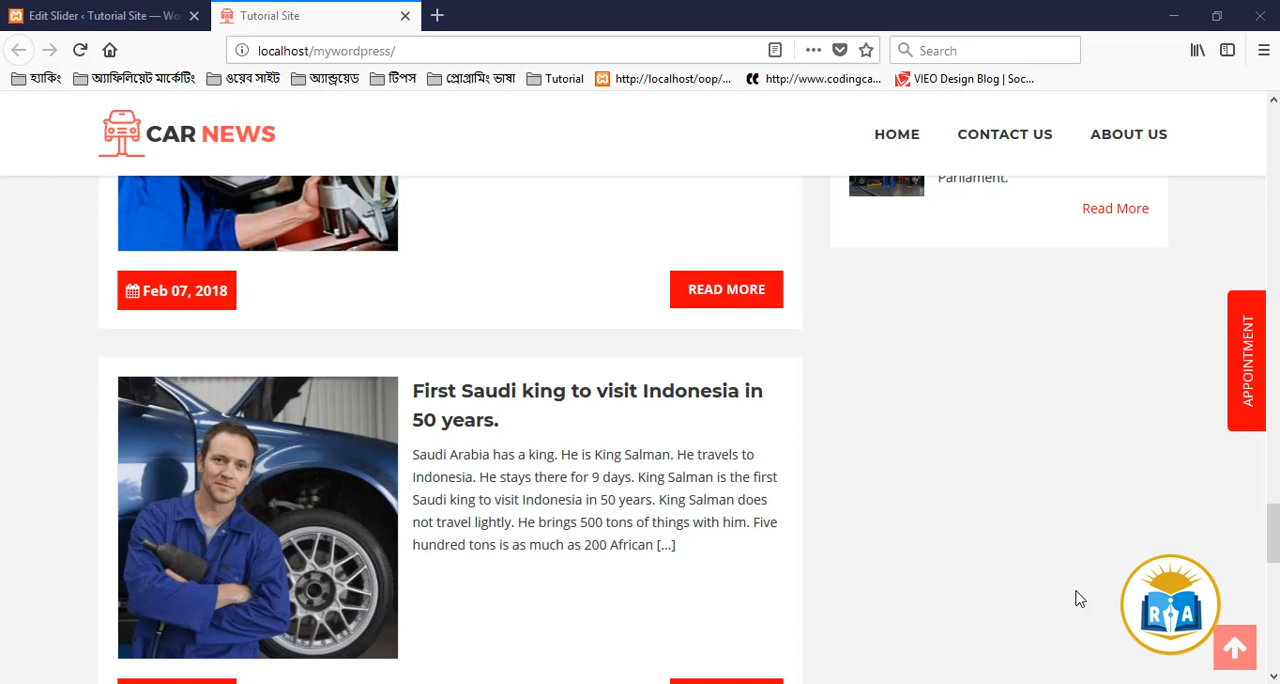 Edit Slider ‹ Tutorial Site — Wo
Tutorial Site
localhost/mywordpress/
Search
হ্যাকিং
অ্যাফিলিয়েট মার্কেটিং
ওয়েব সাইট
অ্যান্ড্রয়েড
টিপস
প্রোগ্রামিং ভাষা
Tutorial
http://localhost/oop/...
http://www.codingca...
VIEO Design Blog | Soc...
CAR NEWS
HOME
CONTACT US
ABOUT US
Parliament.
Read More
Feb 07, 2018
READ MORE
APPOINTMENT
First Saudi king to visit Indonesia in
50 years.
Saudi Arabia has a king. He is King Salman. He travels to
Indonesia. He stays there for 9 days. King Salman is the first
Saudi king to visit Indonesia in 50 years. King Salman does
not travel lightly. He brings 500 tons of things with him. Five
hundred tons is as much as 200 African [...]
R A